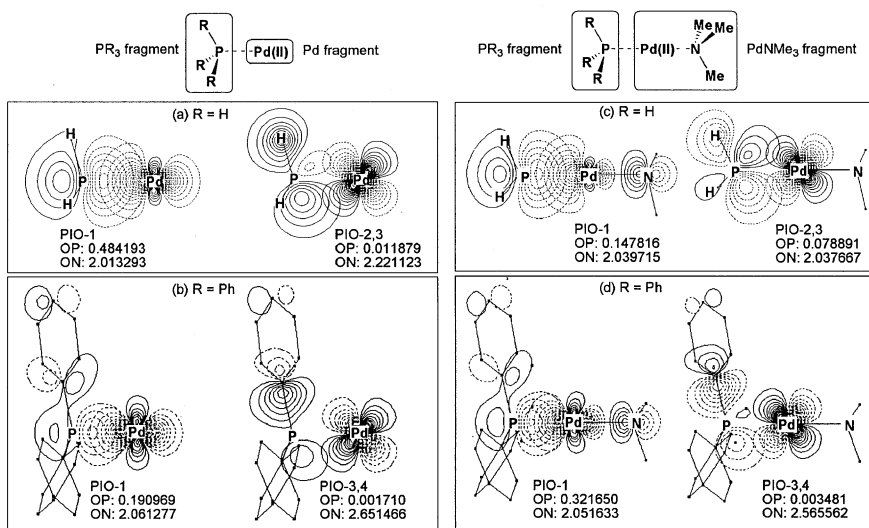 R
PR3 fragment
P
Pd(II)
Pd fragment
R
R
R
Me
Me
PR3 fragment
P
Pd(II)
N
PdNMe3 fragment
R
R
Me
(a) R = H
H
P
H
Pd
PIO-1
OP: 0.484193
ON: 2.013293
H
P
H
Pd
PIO-2,3
OP: 0.011879
ON: 2.221123
(c) R = H
H
P
H
Pd
N
PIO-1
OP: 0.147816
ON: 2.039715
H
P
H
Pd
N
PIO-2,3
OP: 0.078891
ON: 2.037667
(b) R = Ph
P
Pd
PIO-1
OP: 0.190969
ON: 2.061277
P
Pd
PIO-3,4
OP: 0.001710
ON: 2.651466
(d) R = Ph
P
Pd
N
PIO-1
OP: 0.321650
ON: 2.051633
P
Pd
N
PIO-3,4
OP: 0.003481
ON: 2.565562